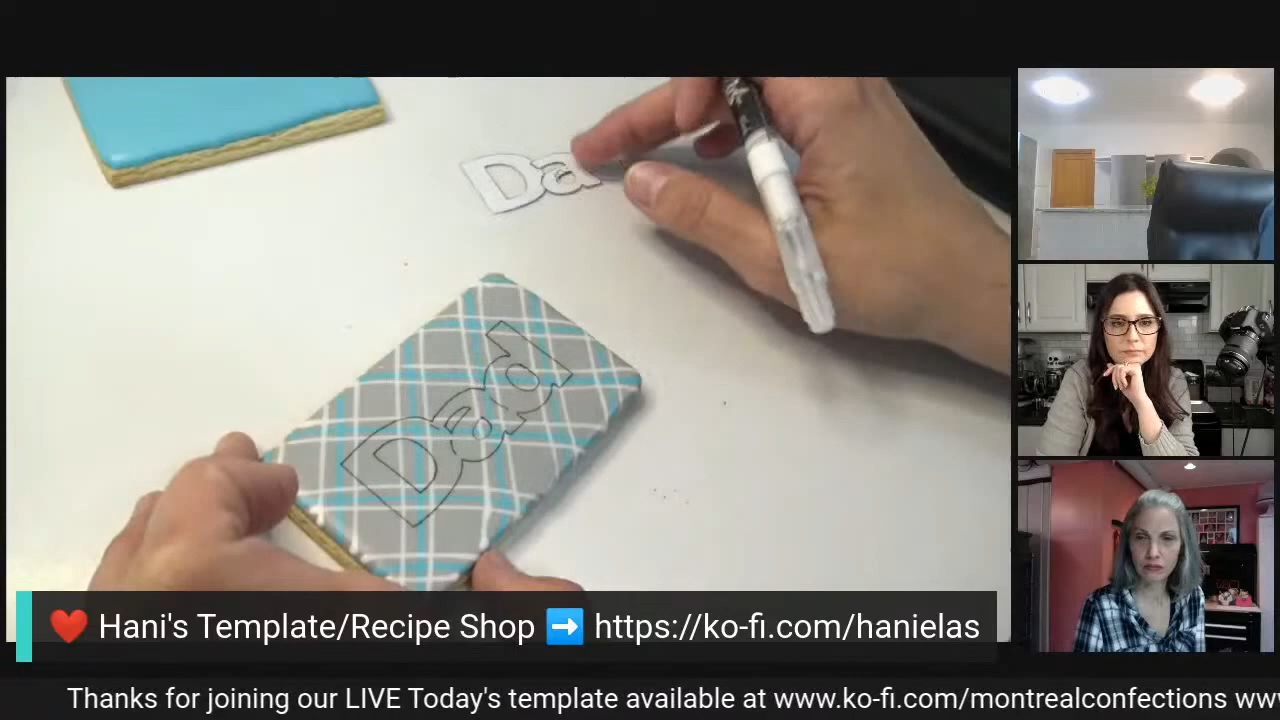 Da
Dad
❤️ Hani's Template/Recipe Shop ➡️ https://ko-fi.com/hanielas
Thanks for joining our LIVE Today's template available at www.ko-fi.com/montrealconfections ww